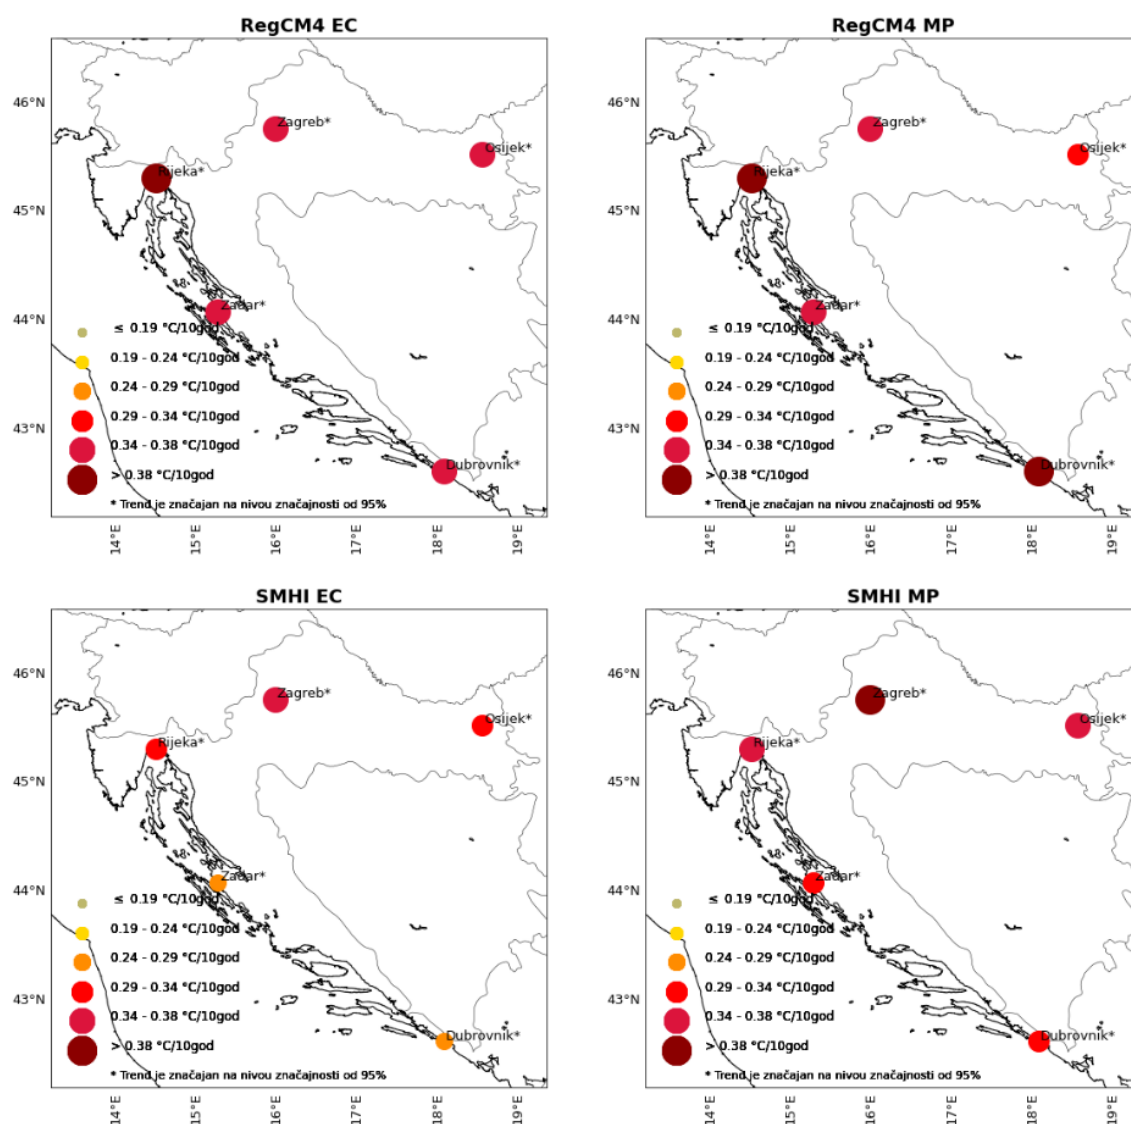 RegCM4 EC
46°N
45°N
44°N
43°N
Zagreb*
Osijek*
Rijeka*
Zadar*
Dubrovnik*
≤ 0.19 °C/10god
0.19 - 0.24 °C/10god
0.24 - 0.29 °C/10god
0.29 - 0.34 °C/10god
0.34 - 0.38 °C/10god
> 0.38 °C/10god
* Trend je značajan na nivou značajnosti od 95%
14°E
15°E
16°E
17°E
18°E
19°E
RegCM4 MP
46°N
45°N
44°N
43°N
Zagreb*
Osijek*
Rijeka*
Zadar*
Dubrovnik*
≤ 0.19 °C/10god
0.19 - 0.24 °C/10god
0.24 - 0.29 °C/10god
0.29 - 0.34 °C/10god
0.34 - 0.38 °C/10god
> 0.38 °C/10god
* Trend je značajan na nivou značajnosti od 95%
14°E
15°E
16°E
17°E
18°E
19°E
SMHI EC
46°N
45°N
44°N
43°N
Zagreb*
Osijek*
Rijeka*
Zadar*
Dubrovnik*
≤ 0.19 °C/10god
0.19 - 0.24 °C/10god
0.24 - 0.29 °C/10god
0.29 - 0.34 °C/10god
0.34 - 0.38 °C/10god
> 0.38 °C/10god
* Trend je značajan na nivou značajnosti od 95%
14°E
15°E
16°E
17°E
18°E
19°E
SMHI MP
46°N
45°N
44°N
43°N
Zagreb*
Osijek*
Rijeka*
Zadar*
Dubrovnik*
≤ 0.19 °C/10god
0.19 - 0.24 °C/10god
0.24 - 0.29 °C/10god
0.29 - 0.34 °C/10god
0.34 - 0.38 °C/10god
> 0.38 °C/10god
* Trend je značajan na nivou značajnosti od 95%
14°E
15°E
16°E
17°E
18°E
19°E